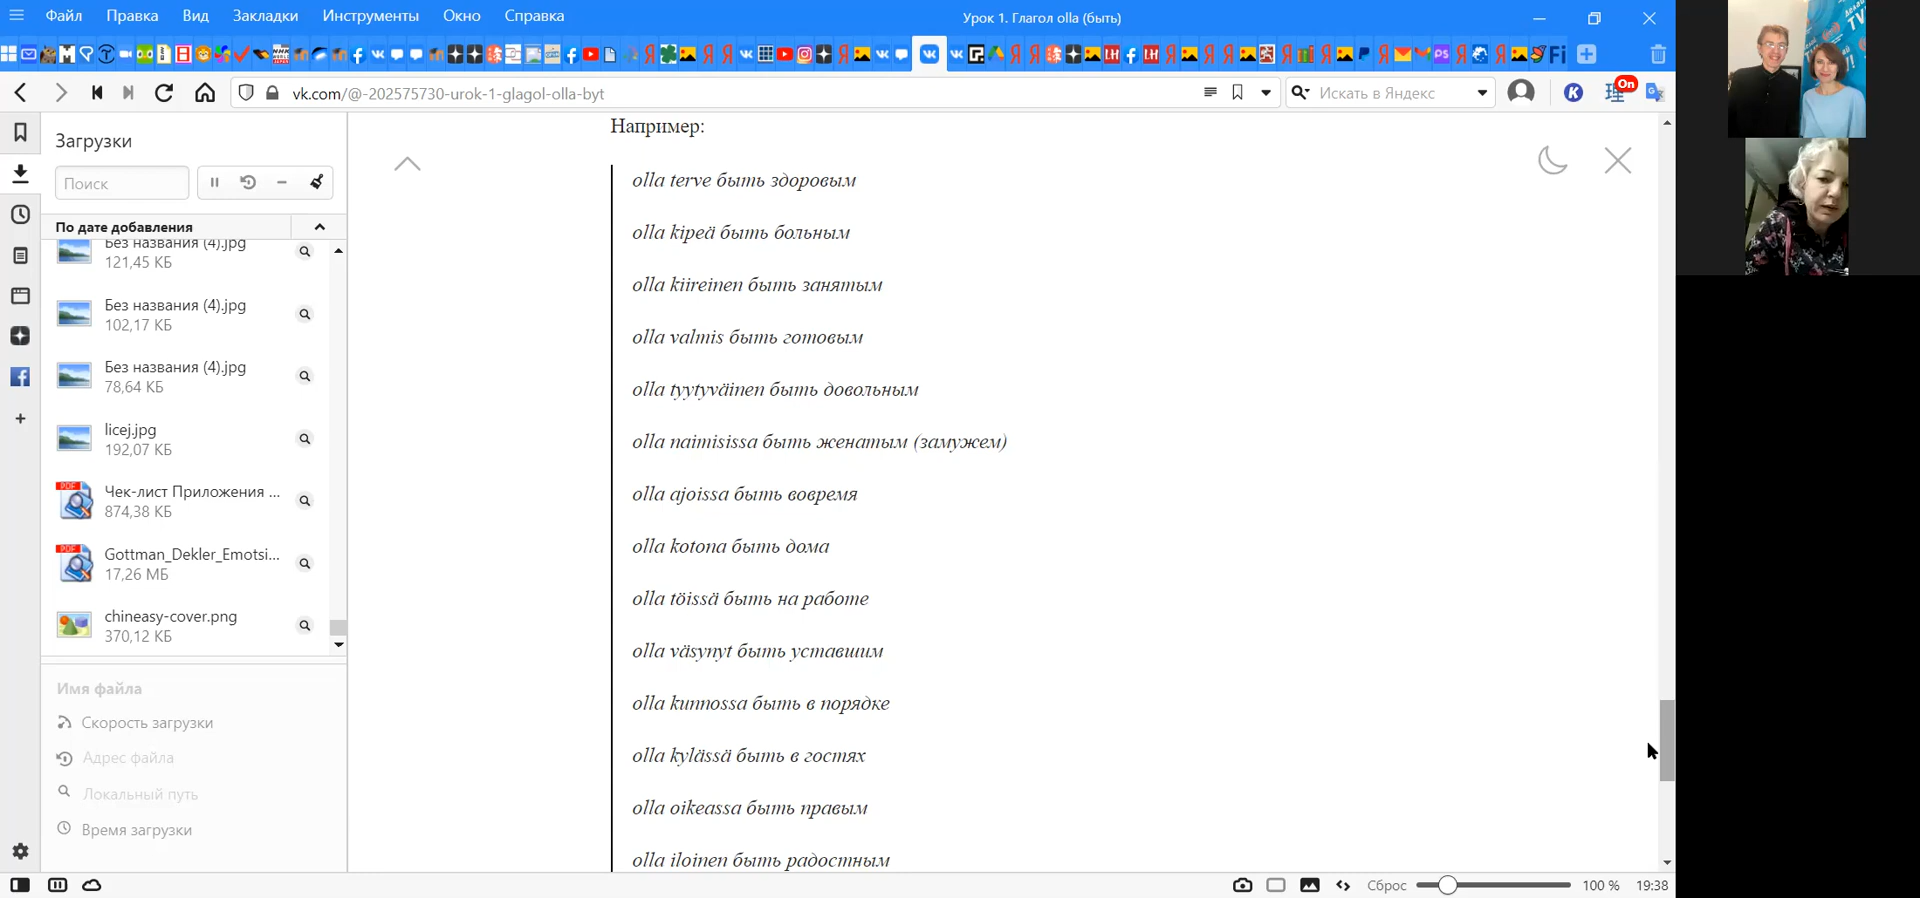 Файл Правка Вид Закладки Инструменты Окно Справка
Урок 1. Глагол olla (быть)
vk.com/@-202575730-urok-1-glagol-olla-byt
Искать в Яндекс
On
Загрузки
Поиск
По дате добавления
Без названия (4).jpg
121,45 КБ
Без названия (4).jpg
102,17 КБ
Без названия (4).jpg
78,64 КБ
licej.jpg
192,07 КБ
Чек-лист Приложения ...
874,38 КБ
Gottman_Dekler_Emotsi...
17,26 МБ
chineasy-cover.png
370,12 КБ
Имя файла
Скорость загрузки
Адрес файла
Локальный путь
Время загрузки
Например:
olla terve быть здоровым
olla kipeä быть больным
olla kiireinen быть занятым
olla valmis быть готовым
olla tyytyväinen быть довольным
olla naimisissa быть женатым (замужем)
olla ajoissa быть вовремя
olla kotona быть дома
olla töissä быть на работе
olla väsynyt быть уставшим
olla kunnossa быть в порядке
olla kylässä быть в гостях
olla oikeassa быть правым
olla iloinen быть радостным
Сброс
100 %
19:38